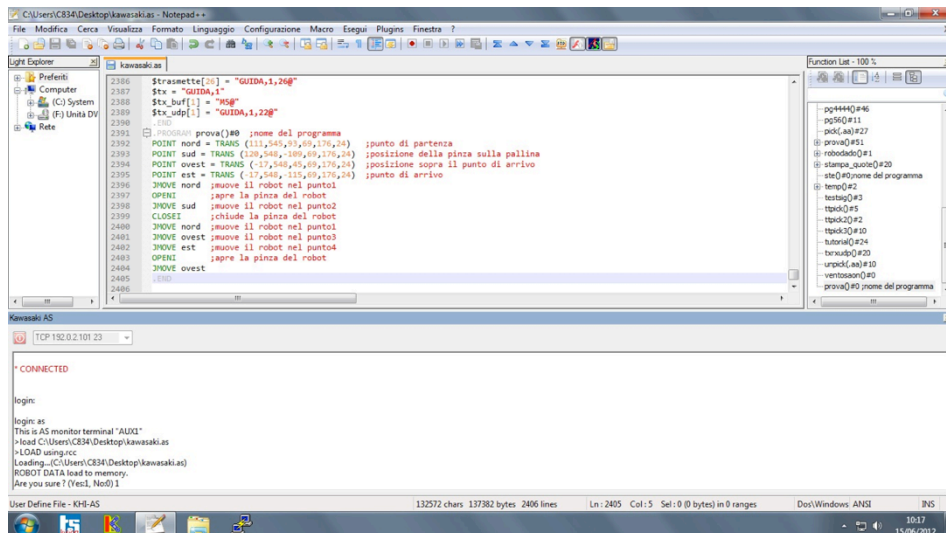 C:\Users\C834\Desktop\kawasaki.as - Notepad++
File Modifica Cerca Visualizza Formato Linguaggio Configurazione Macro Esegui Plugins Finestra ?
Light Explorer
Preferiti
Computer
(C:) System
(F:) Unità DV
Rete
kawasaki.as
2386 $trasmette[26] = "GUIDA,1,26@"
2387 $tx = "GUIDA,1"
2388 $tx_buf[1] = "MS@"
2389 $tx_udp[1] = "GUIDA,1,22@"
2390 .END
2391 .PROGRAM prova()#0 ;nome del programma
2392 POINT nord = TRANS (111,545,93,69,176,24) ;punto di partenza
2393 POINT sud = TRANS (120,548,-109,69,176,24) ;posizione della pinza sulla pallina
2394 POINT ovest = TRANS (-17,548,45,69,176,24) ;posizione sopra il punto di arrivo
2395 POINT est = TRANS (-17,548,-115,69,176,24) ;punto di arrivo
2396 JMOVE nord ;muove il robot nel punto1
2397 OPENI ;apre la pinza del robot
2398 JMOVE sud ;muove il robot nel punto2
2399 CLOSEI ;chiude la pinza del robot
2400 JMOVE nord ;muove il robot nel punto1
2401 JMOVE ovest ;muove il robot nel punto3
2402 JMOVE est ;muove il robot nel punto4
2403 OPENI ;apre la pinza del robot
2404 JMOVE ovest
2405 .END
2406
Function List - 100 %
pg4444()#46
pg56()#11
pick(.aa)#27
prova()#51
robodado()#1
stampa_quote()#20
ste()#0;nome del programma
temp()#2
testsig()#3
ttpick()#5
ttpick2()#2
ttpick3()#10
tutorial()#24
txrxudp()#20
unpick(.aa)#10
ventosaon()#0
prova()#0 ;nome del programma
Kawasaki AS
TCP 192.0.2.101 23
* CONNECTED
login:
login: as
This is AS monitor terminal "AUX1"
>load C:\Users\C834\Desktop\kawasaki.as
>LOAD using.rcc
Loading...(C:\Users\C834\Desktop\kawasaki.as)
ROBOT DATA load to memory.
Are you sure ? (Yes:1, No:0) 1
User Define File - KHI-AS
132572 chars 137382 bytes 2406 lines
Ln : 2405 Col : 5 Sel : 0 (0 bytes) in 0 ranges
Dos\Windows ANSI
INS
10:17
15/06/2012